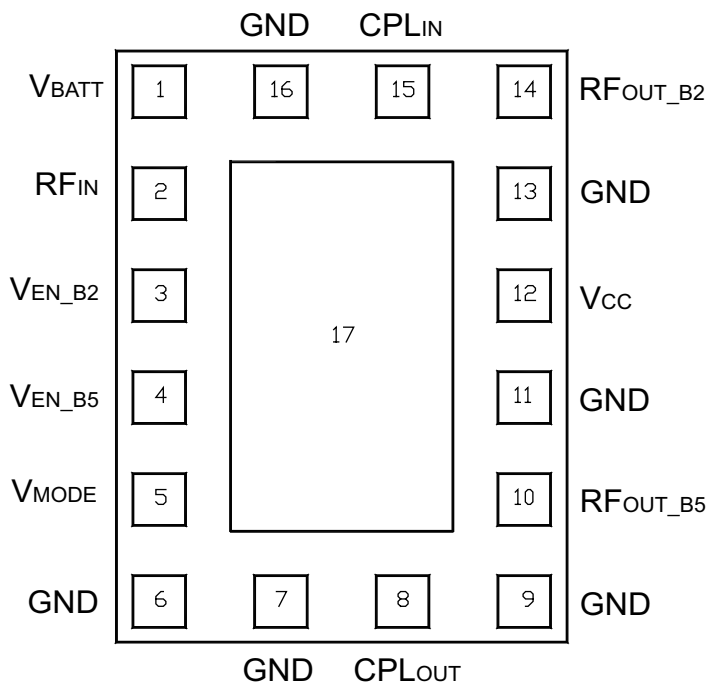 GND CPLIN
VBATT 1 16 15 14 RFOUT_B2
RFIN 2 13 GND
VEN_B2 3 12 VCC
17
VEN_B5 4 11 GND
VMODE 5 10 RFOUT_B5
GND 6 7 8 9 GND
GND CPLOUT